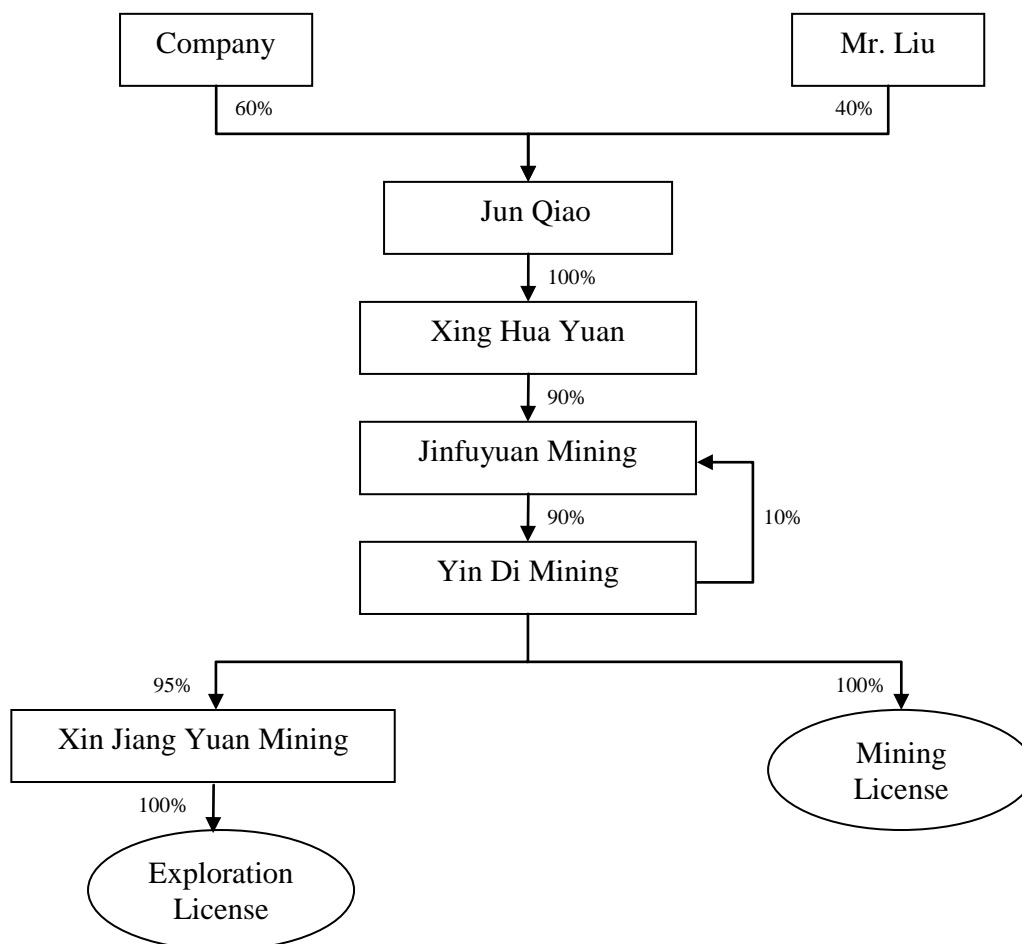 Company
Mr. Liu
60%
40%
Jun Qiao
100%
Xing Hua Yuan
90%
Jinfuyuan Mining
90%
10%
Yin Di Mining
95%
100%
Xin Jiang Yuan Mining
Mining
License
100%
Exploration
License